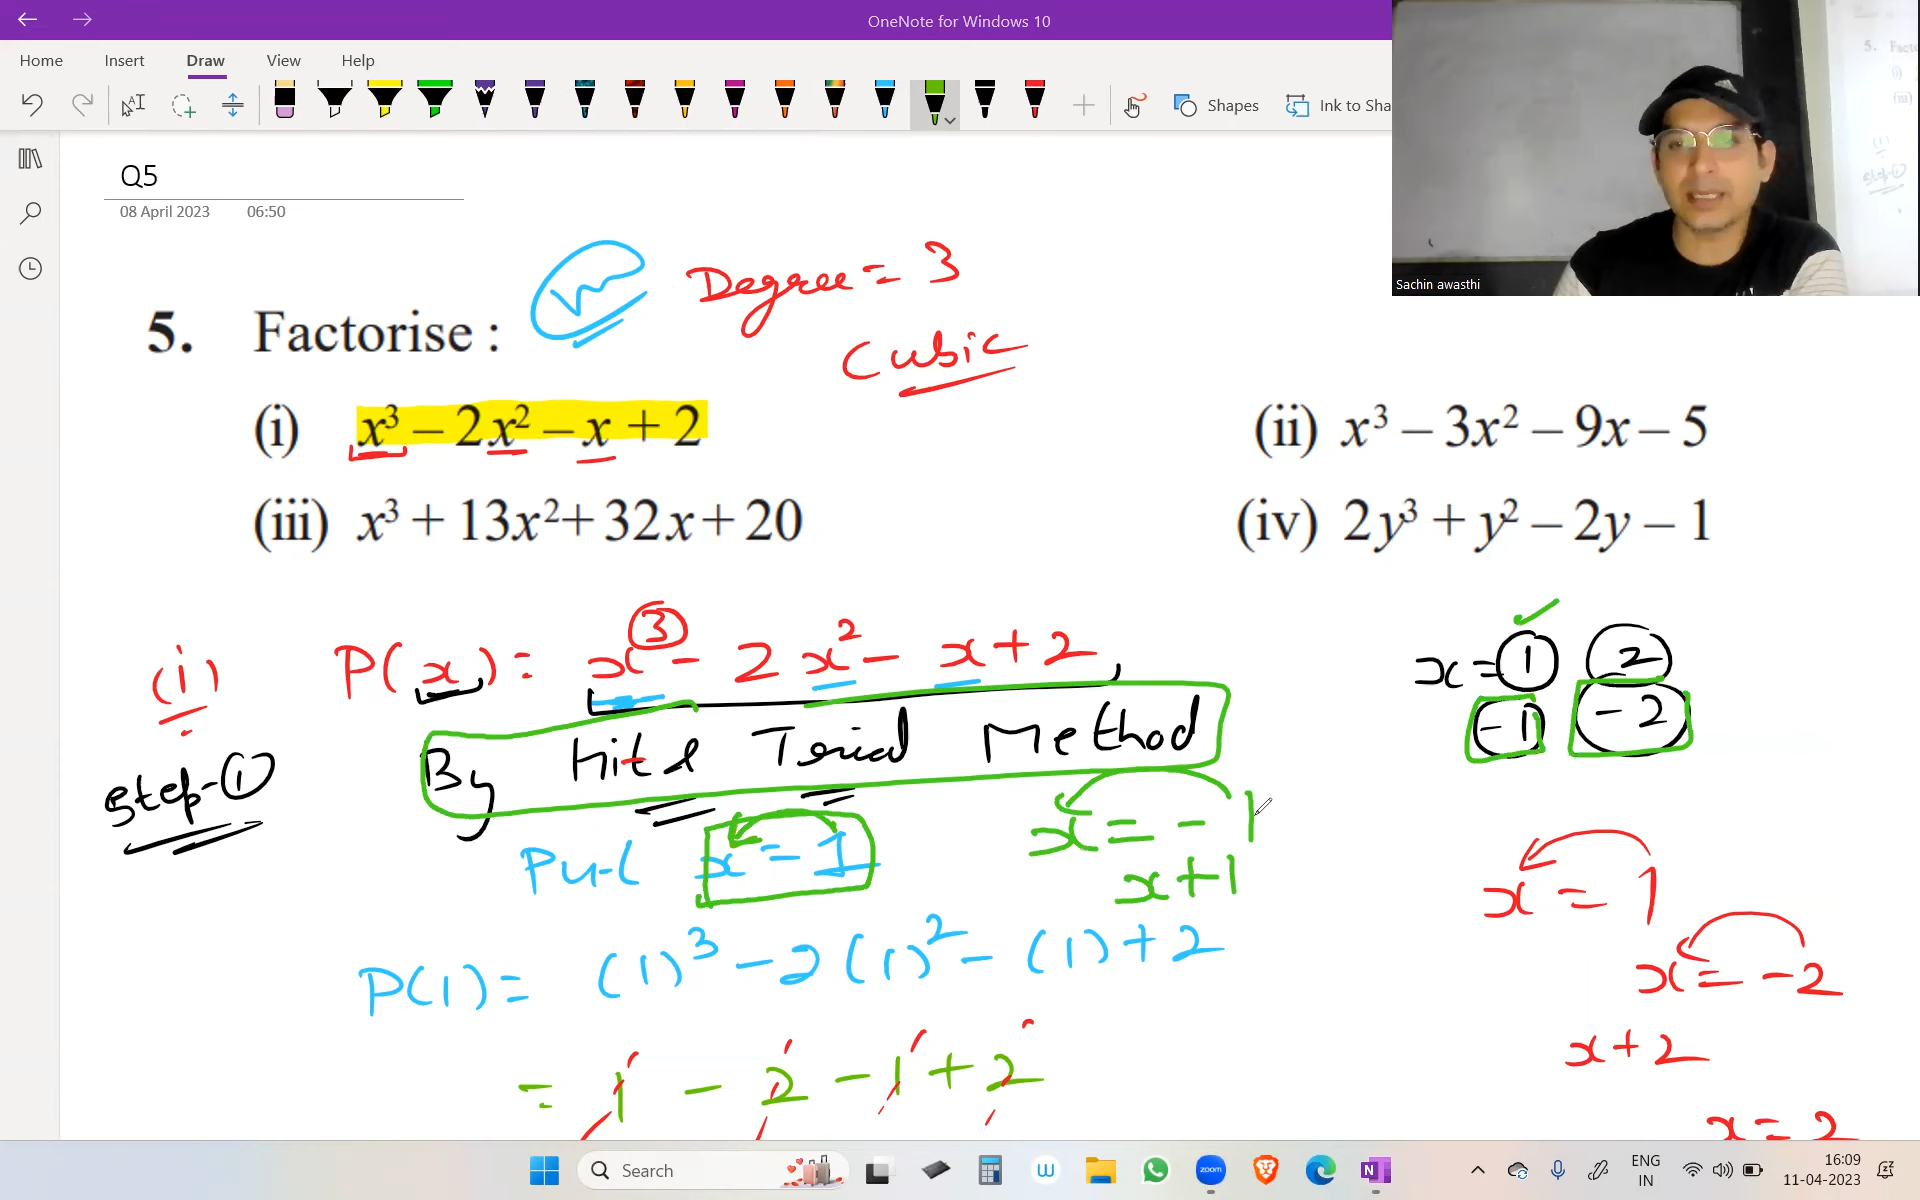 OneNote for Windows 10
Home Insert Draw View Help
Shapes Ink to Sha
Sachin awasthi
Q5
08 April 2023 06:50
Degree = 3
Cubic
5. Factorise :
(i) x³ – 2x² – x + 2 (ii) x³ – 3x² – 9x – 5
(iii) x³ + 13x² + 32x + 20 (iv) 2y³ + y² – 2y – 1
(i) P(x) = x³ - 2x² - x + 2
x = 1 2
-1 -2
Step-①
By Hit & Trial Method
Put x = 1
x = - 1
x + 1
x = 1
P(1) = (1)³ - 2(1)² - (1) + 2
x = - 2
x + 2
= 1 - 2 - 1 + 2
x = 2
Search
zoom
ENG
IN
16:09
11-04-2023